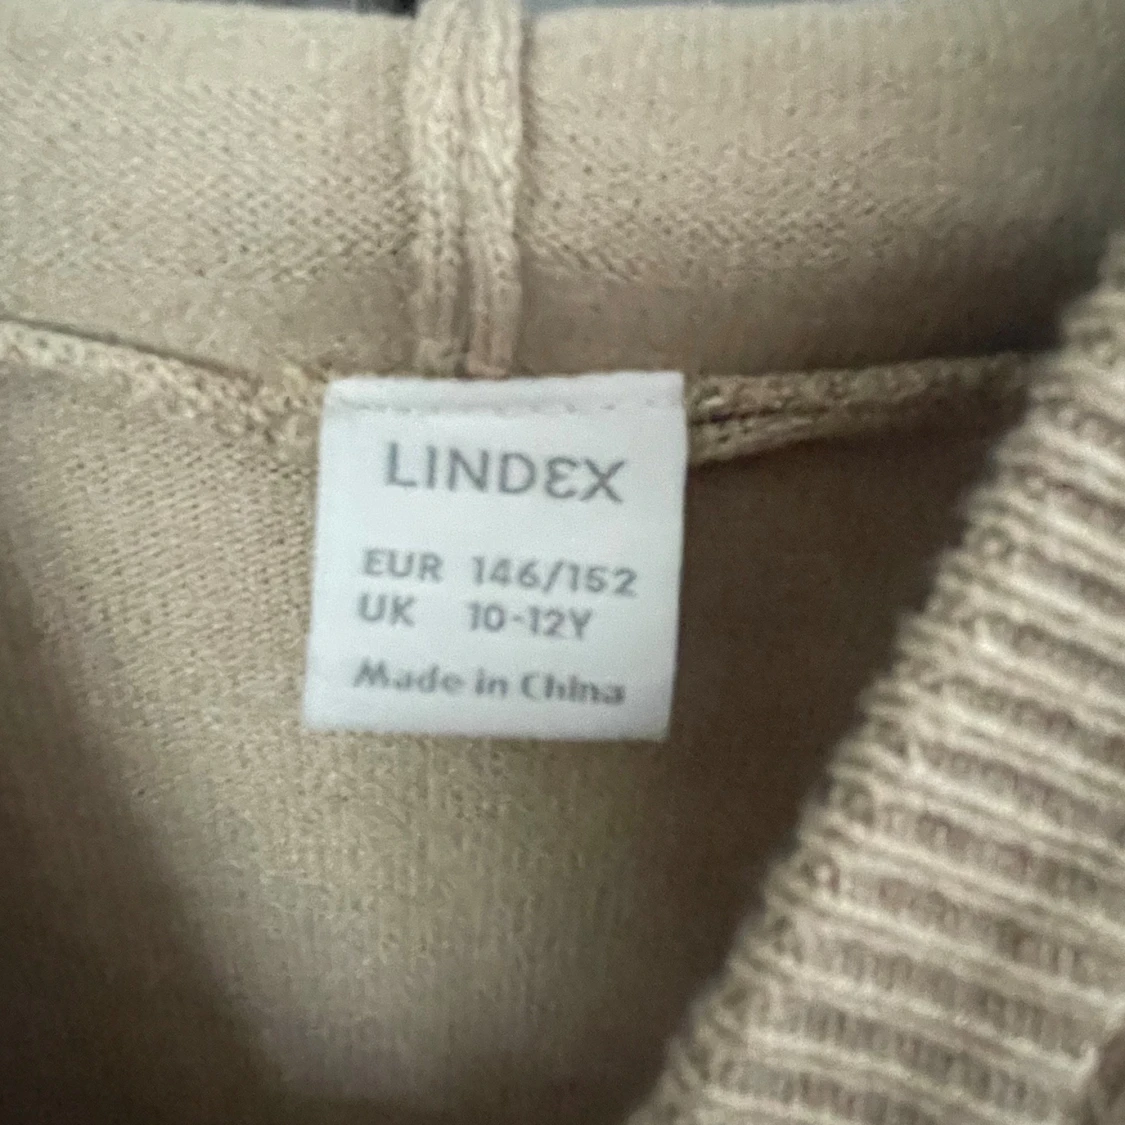 LINDEX
EUR 146/152
UK 10-12Y
Made in China